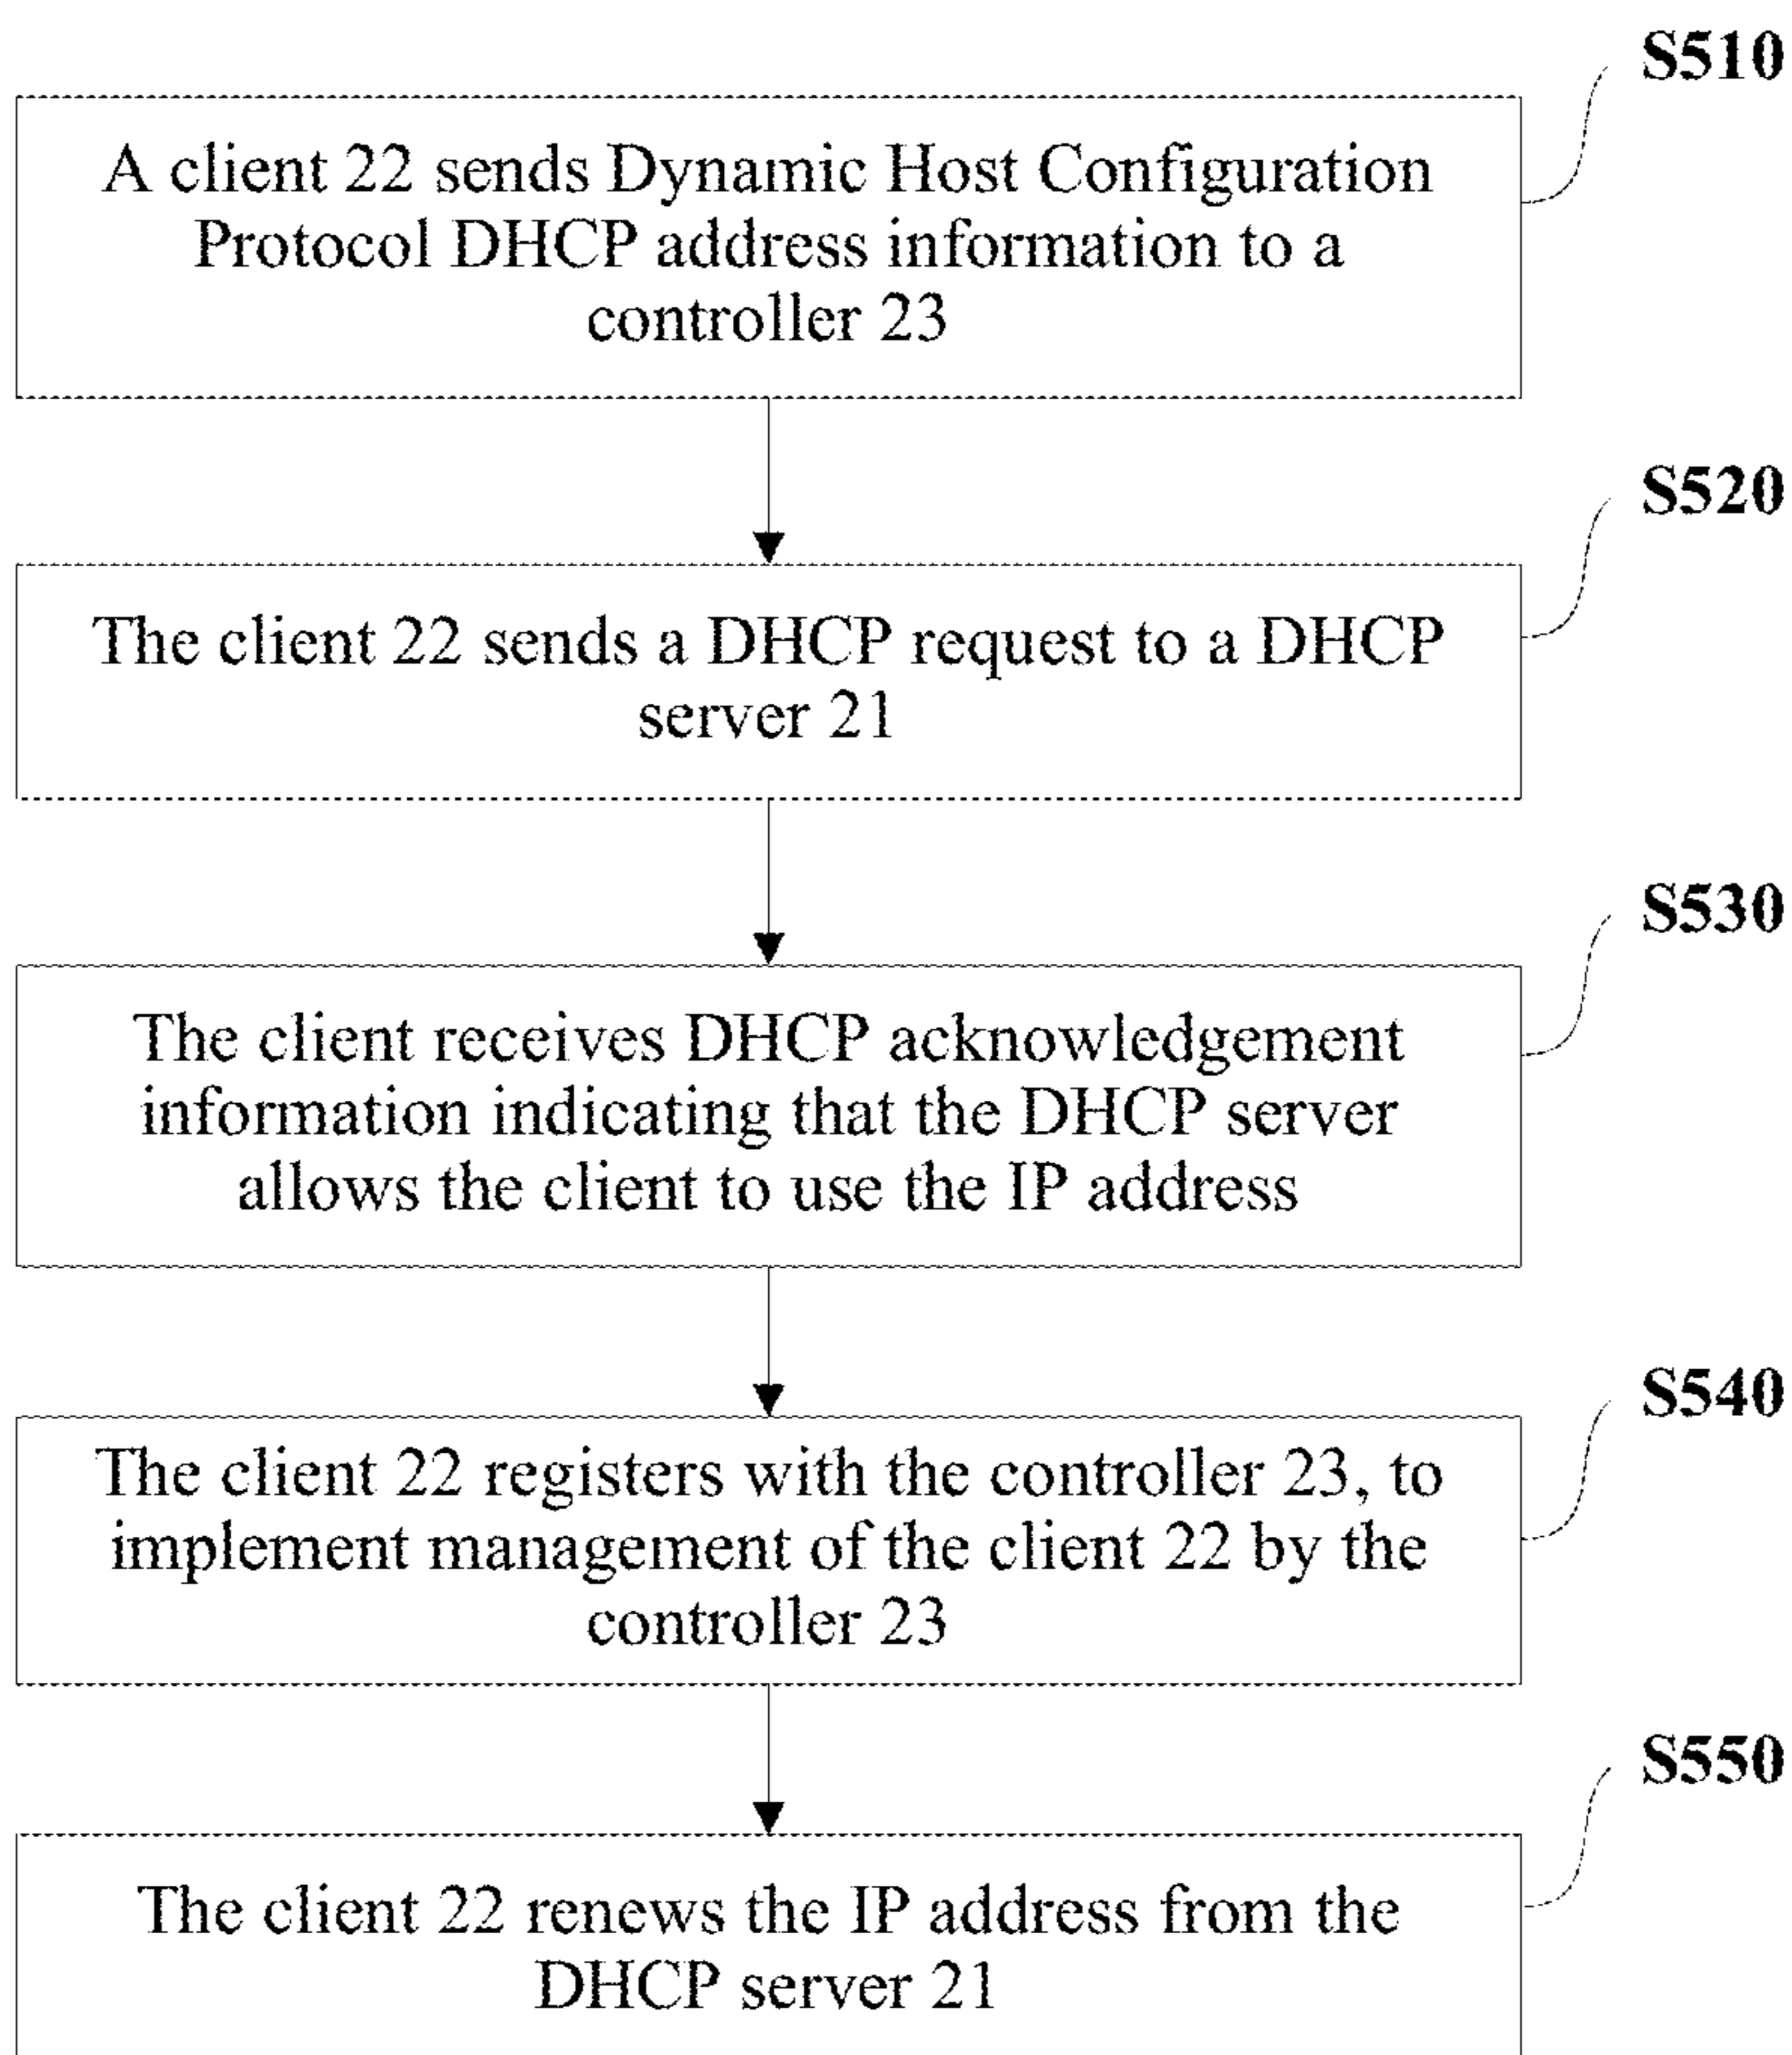 S510
A client 22 sends Dynamic Host Configuration
Protocol DHCP address information to a
controller 23
S520
The client 22 sends a DHCP request to a DHCP
server 21
S530
The client receives DHCP acknowledgement
information indicating that the DHCP server
allows the client to use the IP address
S540
The client 22 registers with the controller 23, to
implement management of the client 22 by the
controller 23
S550
The client 22 renews the IP address from the
DHCP server 21